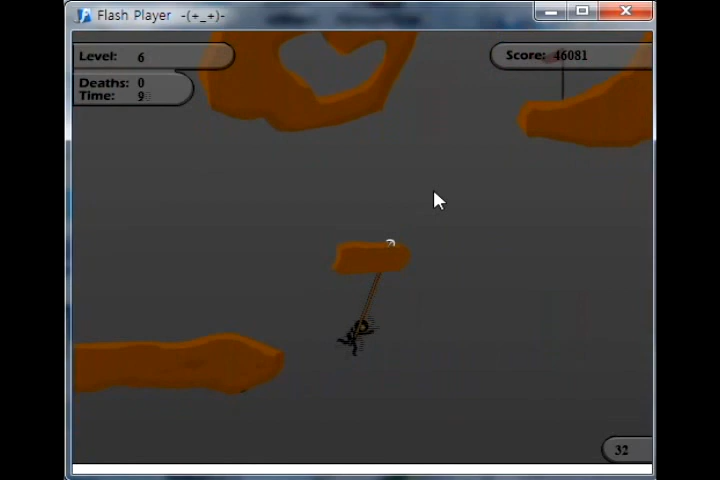 Flash Player -(+_+)-
Level: 6
Score: 46081
Deaths: 0
Time: 9
32